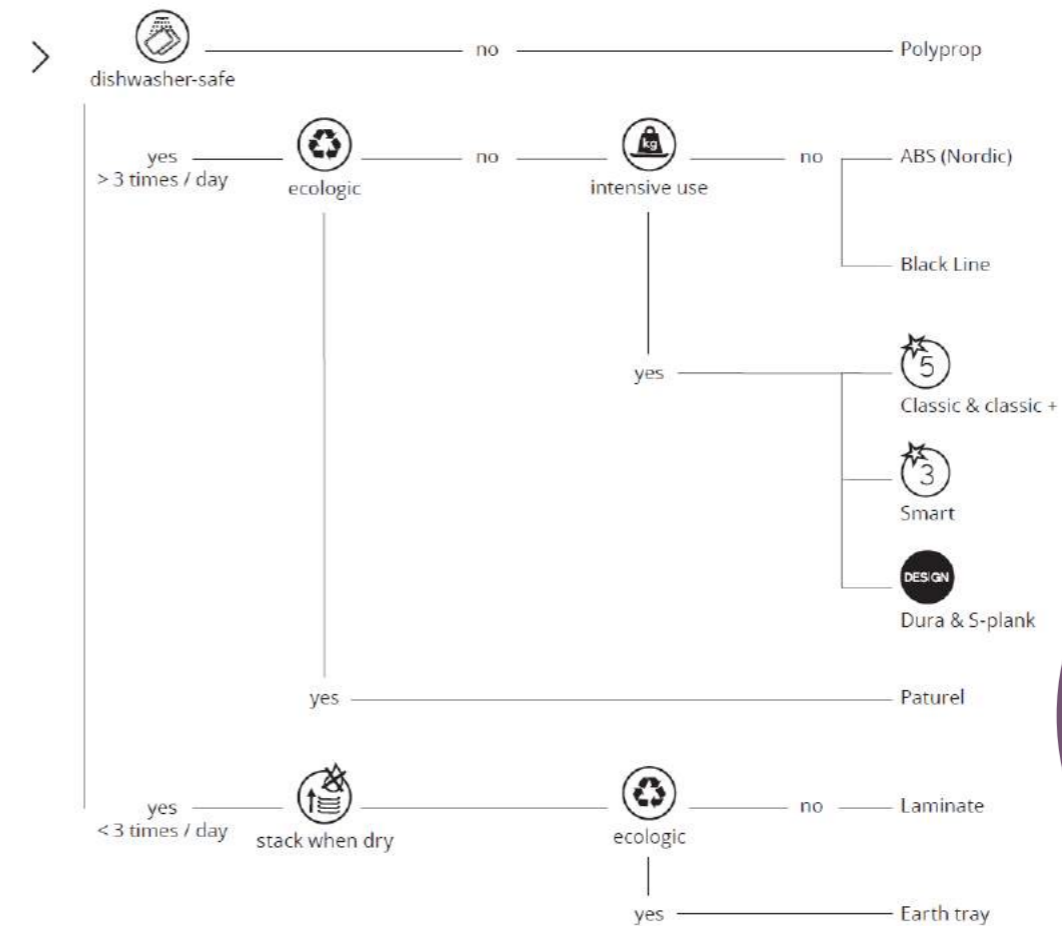 no
Polyprop
dishwasher-safe
kg
yes
no
no
ABS (Nordic)
> 3 times / day
ecologic
intensive use
Black Line
yes
5
Classic & classic +
3
Smart
DESIGN
Dura & S-plank
yes
Paturel
yes
no
Laminate
< 3 times / day
stack when dry
ecologic
yes
Earth tray